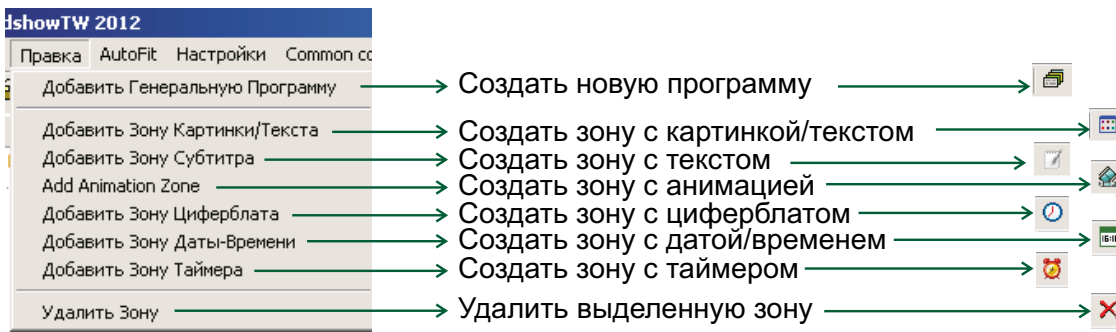 dshowTW 2012
Правка AutoFit Настройки Common co
Добавить Генеральную Программу Создать новую программу
Добавить Зону Картинки/Текста Создать зону с картинкой/текстом
Добавить Зону Субтитра Создать зону с текстом
Add Animation Zone Создать зону с анимацией
Добавить Зону Циферблата Создать зону с циферблатом
Добавить Зону Даты-Времени Создать зону с датой/временем
Добавить Зону Таймера Создать зону с таймером
Удалить Зону Удалить выделенную зону